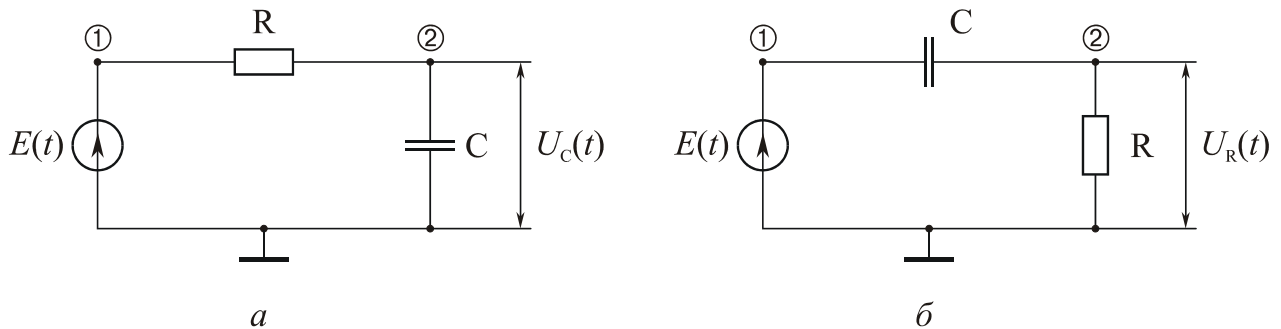 ① R ② ① C ②
E(t) C U_C(t) E(t) R U_R(t)
а б